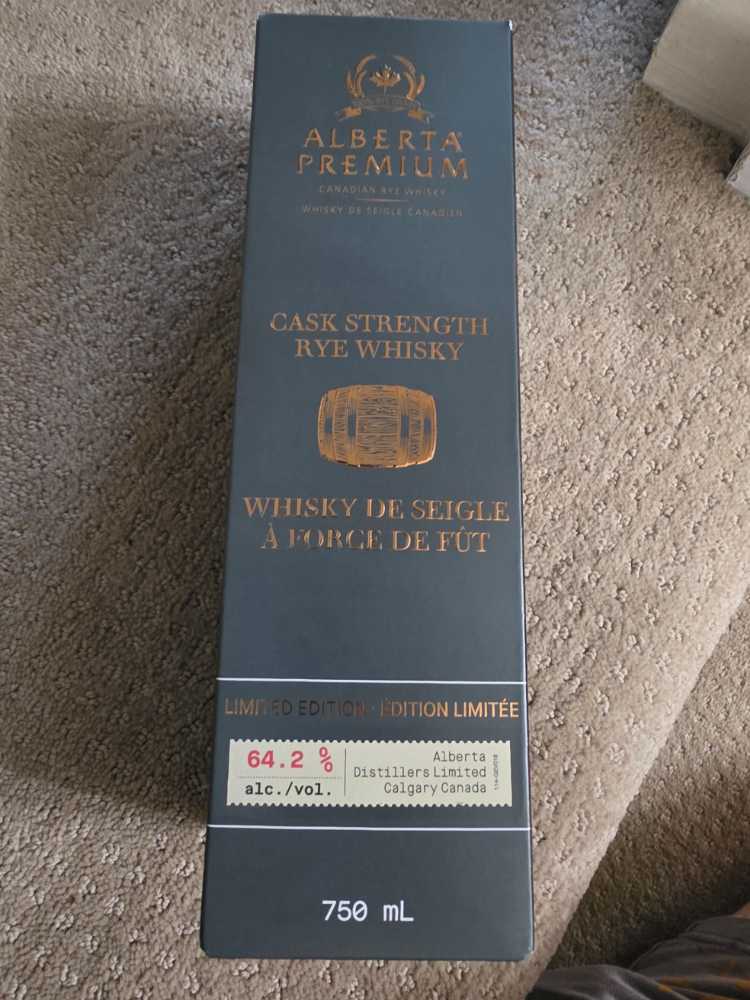 ALBERTA
PREMIUM
CANADIAN RYE WHISKY
WHISKY DE SEIGLE CANADIEN
CASK STRENGTH
RYE WHISKY
WHISKY DE SEIGLE
À FORCE DE FÛT
LIMITED EDITION · ÉDITION LIMITÉE
64.2 %
alc./vol.
Alberta
Distillers Limited
Calgary Canada
750 mL